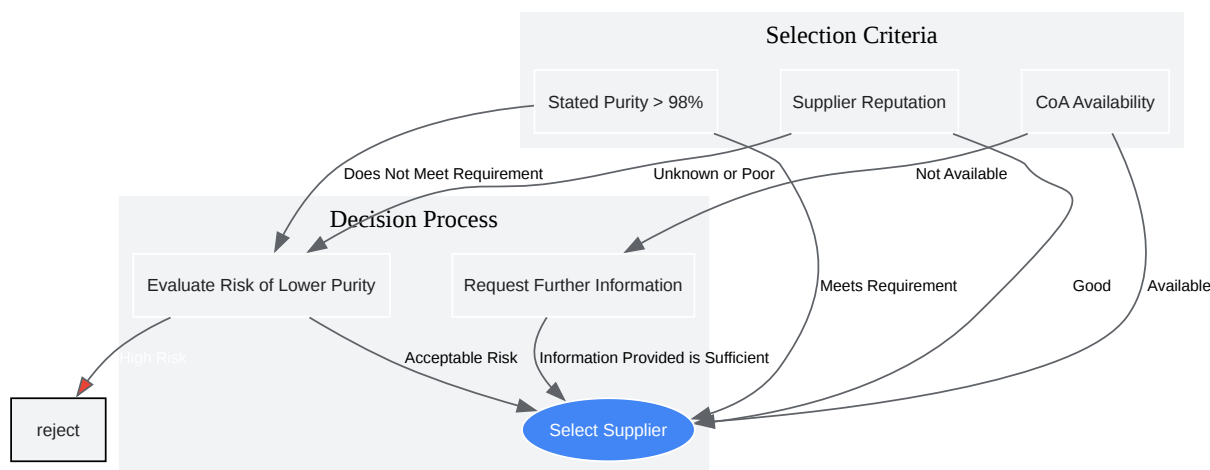 Selection Criteria
Stated Purity > 98%
Supplier Reputation
CoA Availability
Does Not Meet Requirement
Unknown or Poor
Not Available
Decision Process
Evaluate Risk of Lower Purity
Request Further Information
Meets Requirement
Good
Available
High Risk
Acceptable Risk
Information Provided is Sufficient
reject
Select Supplier